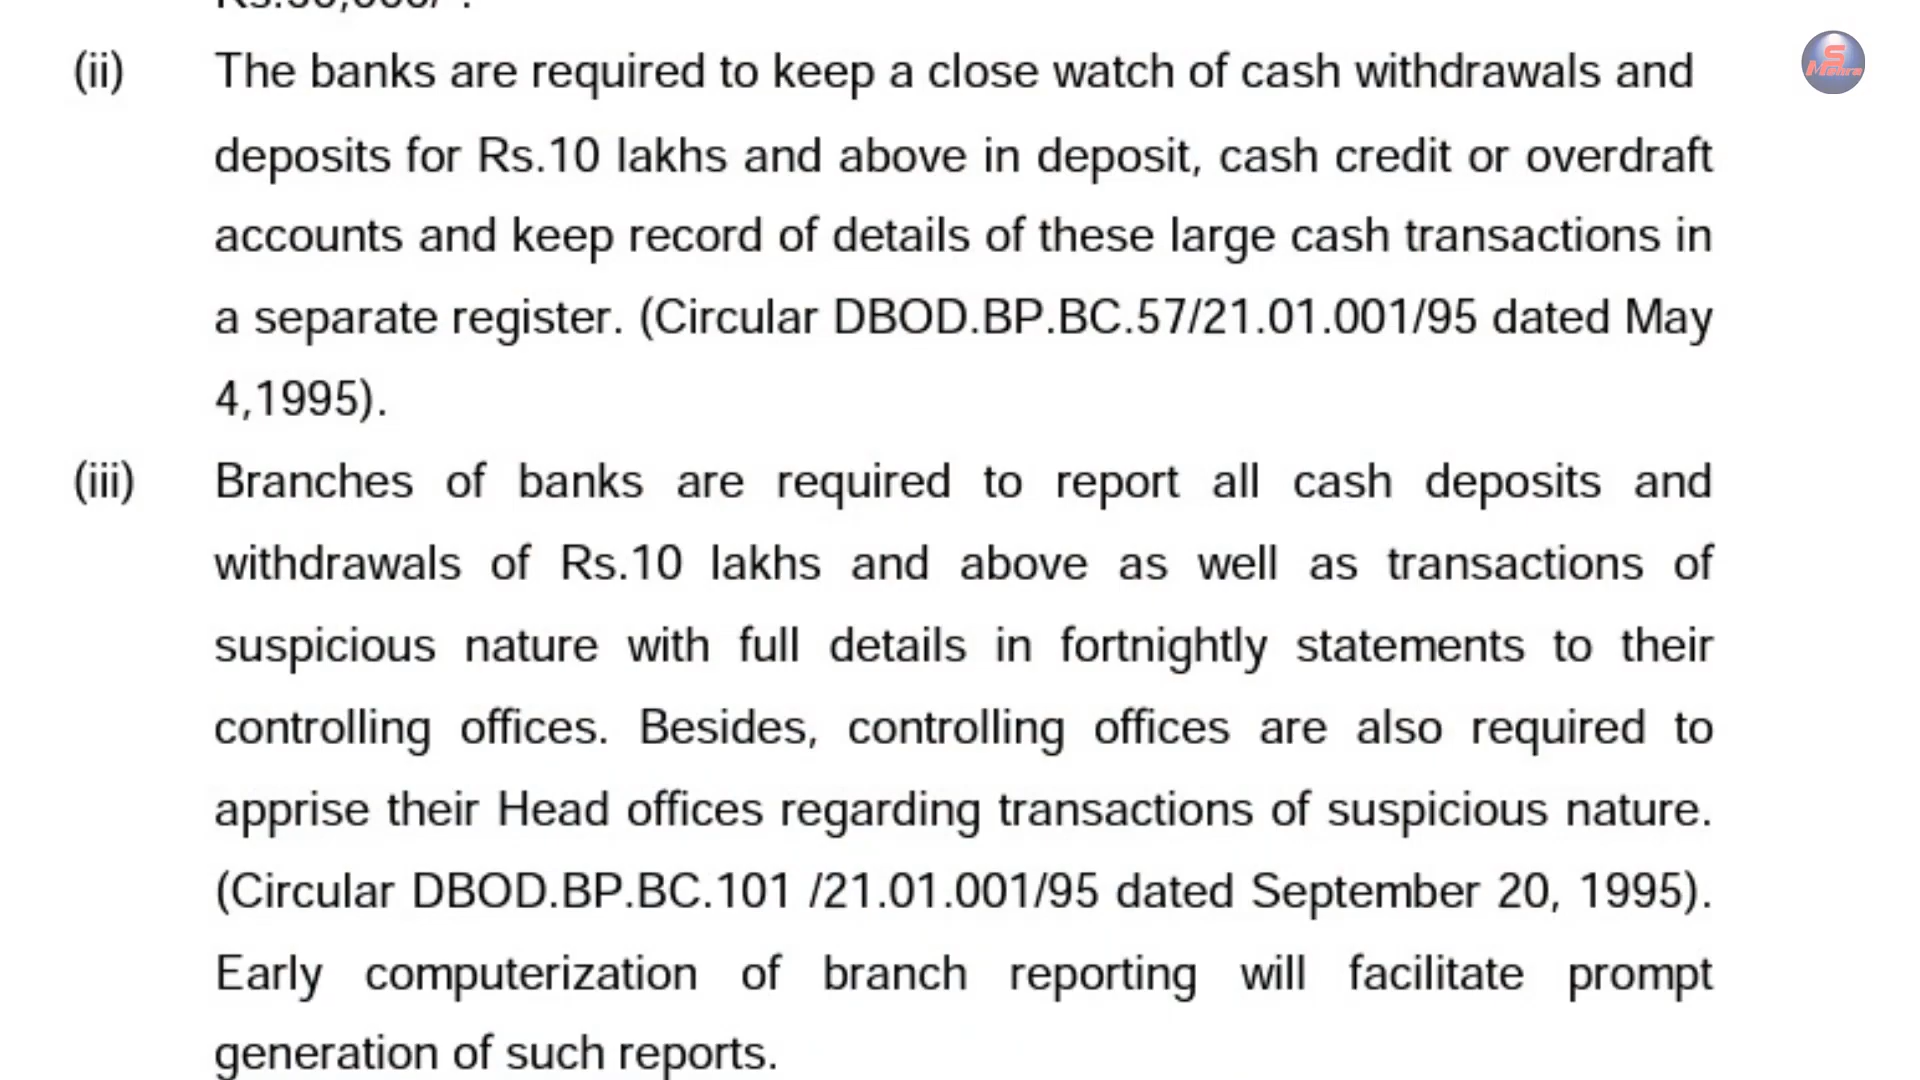 (ii) The banks are required to keep a close watch of cash withdrawals and
deposits for Rs.10 lakhs and above in deposit, cash credit or overdraft
accounts and keep record of details of these large cash transactions in
a separate register. (Circular DBOD.BP.BC.57/21.01.001/95 dated May
4,1995).
(iii) Branches of banks are required to report all cash deposits and
withdrawals of Rs.10 lakhs and above as well as transactions of
suspicious nature with full details in fortnightly statements to their
controlling offices. Besides, controlling offices are also required to
apprise their Head offices regarding transactions of suspicious nature.
(Circular DBOD.BP.BC.101 /21.01.001/95 dated September 20, 1995).
Early computerization of branch reporting will facilitate prompt
generation of such reports.